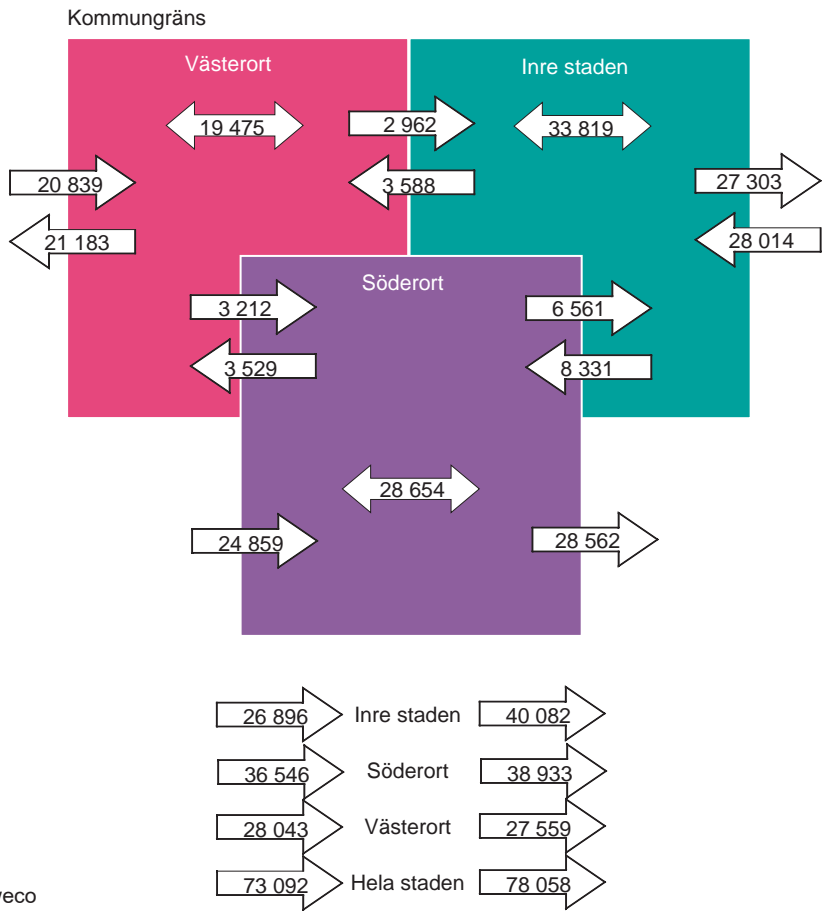 Kommungräns
Västerort
Inre staden
19 475
2 962
33 819
20 839
3 588
27 303
21 183
28 014
Söderort
3 212
6 561
3 529
8 331
28 654
24 859
28 562
26 896 Inre staden 40 082
36 546 Söderort 38 933
28 043 Västerort 27 559
73 092 Hela staden 78 058
weco